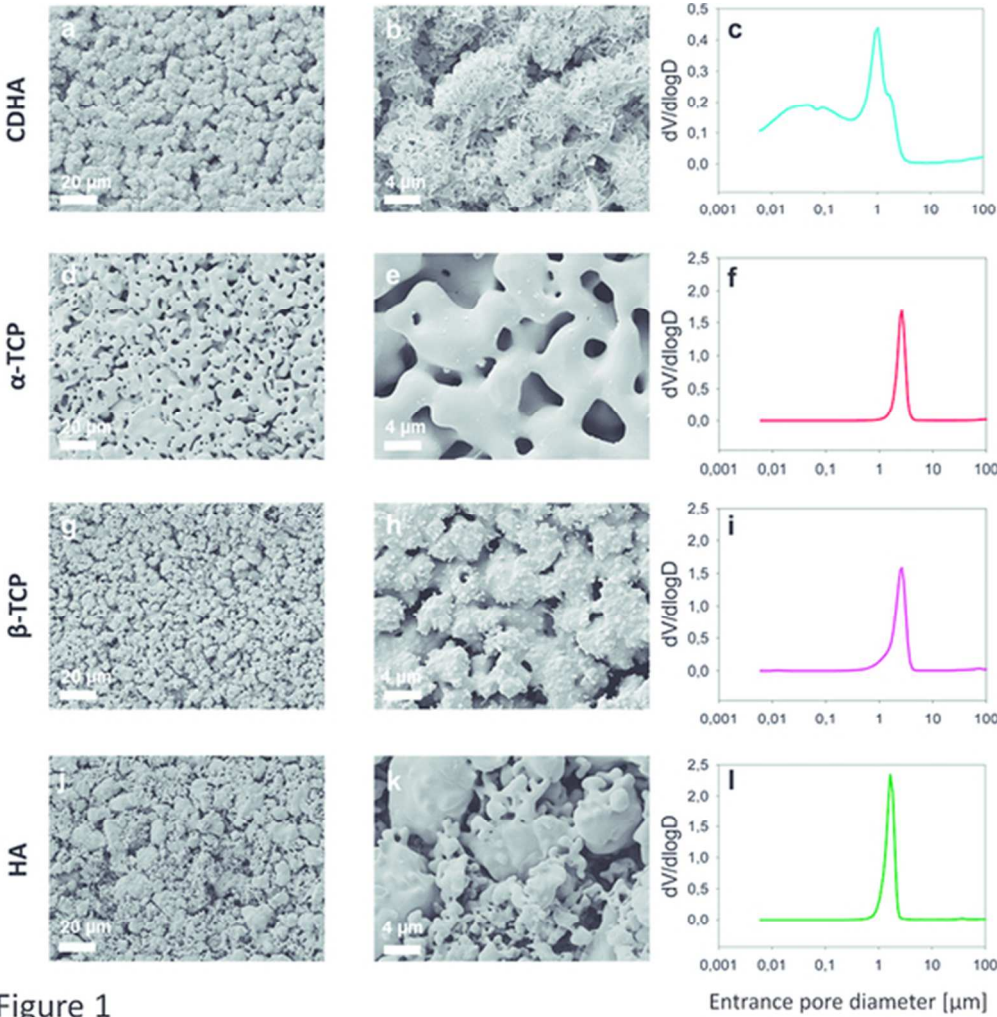 CDHA
a
20 µm
b
4 µm
c
dV/dlogD
0,5
0,4
0,3
0,2
0,1
0,0
0,001 0,01 0,1 1 10 100
α-TCP
d
20 µm
e
4 µm
f
dV/dlogD
2,5
2,0
1,5
1,0
0,5
0,0
0,001 0,01 0,1 1 10 100
β-TCP
g
20 µm
h
4 µm
i
dV/dlogD
2,5
2,0
1,5
1,0
0,5
0,0
0,001 0,01 0,1 1 10 100
HA
j
20 µm
k
4 µm
l
dV/dlogD
2,5
2,0
1,5
1,0
0,5
0,0
0,001 0,01 0,1 1 10 100
Figure 1
Entrance pore diameter [µm]